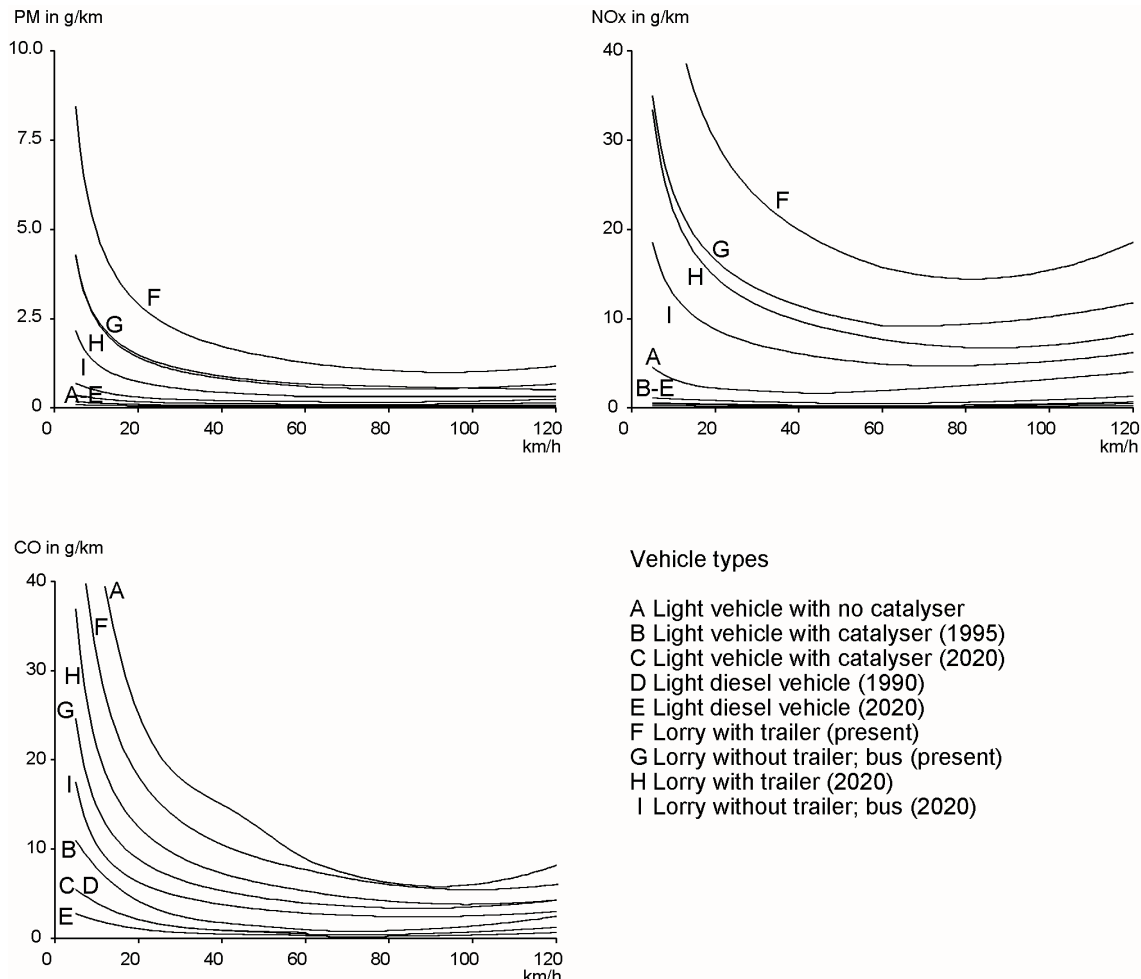 PM in g/km
10.0
7.5
5.0
2.5
0
0 20 40 60 80 100 120
km/h
F
G
H
I
A E
NOx in g/km
40
30
20
10
0
0 20 40 60 80 100 120
km/h
F
G
H
I
A
B-E
CO in g/km
40
30
20
10
0
0 20 40 60 80 100 120
km/h
A
F
H
G
I
B
C D
E
Vehicle types
A Light vehicle with no catalyser
B Light vehicle with catalyser (1995)
C Light vehicle with catalyser (2020)
D Light diesel vehicle (1990)
E Light diesel vehicle (2020)
F Lorry with trailer (present)
G Lorry without trailer; bus (present)
H Lorry with trailer (2020)
I Lorry without trailer; bus (2020)